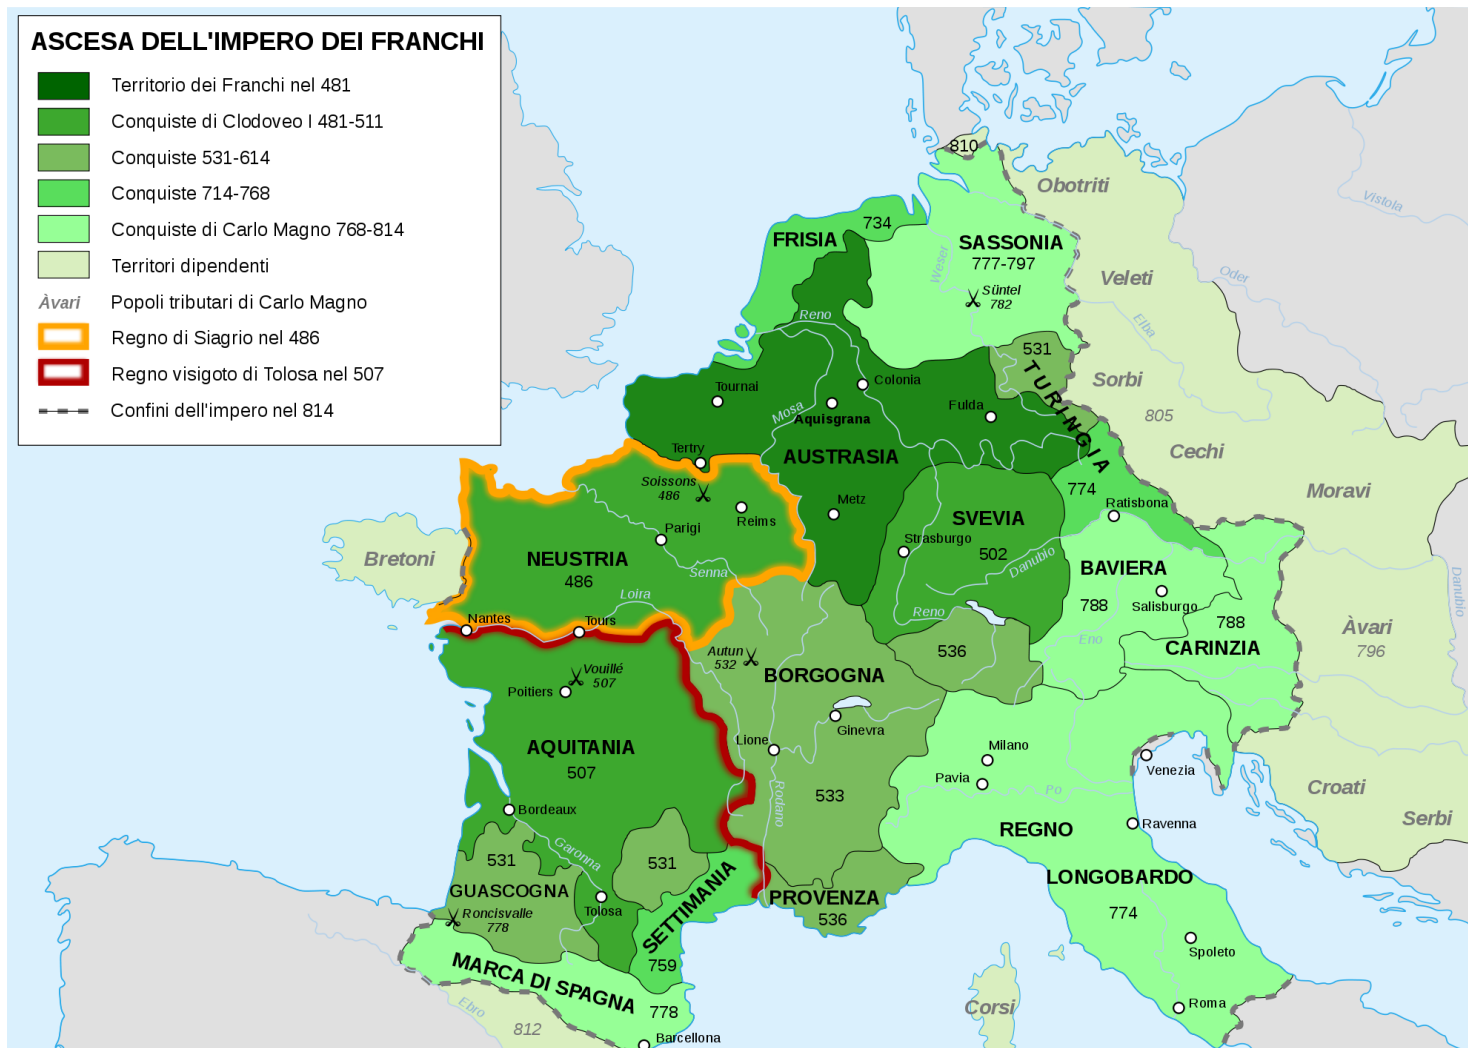 ASCESA DELL'IMPERO DEI FRANCHI
Territorio dei Franchi nel 481
Conquiste di Clodoveo I 481-511
Conquiste 531-614
Conquiste 714-768
Conquiste di Carlo Magno 768-814
Territori dipendenti
Àvari Popoli tributari di Carlo Magno
Regno di Siagrio nel 486
Regno visigoto di Tolosa nel 507
Confini dell'impero nel 814
810
Obotriti
Vistola
734
FRISIA
SASSONIA
777-797
Weser
Veleti
Oder
Süntel
782
Reno
Elba
531
TURINGIA
Sorbi
805
Tournai
Colonia
Mosa
Aquisgrana
Fulda
Tertry
AUSTRASIA
Cechi
Soissons
486
774
Moravi
Metz
Reims
Ratisbona
SVEVIA
Parigi
Strasburgo
502
Bretoni
NEUSTRIA
486
Senna
Danubio
BAVIERA
Danubio
Loira
788
Salisburgo
Reno
Nantes
Tours
788
Àvari
796
Eno
CARINZIA
Autun
532
536
Vouillé
507
BORGOGNA
Poitiers
Ginevra
Lione
AQUITANIA
507
Milano
Venezia
Pavia
Po
Croati
Rodano
533
Bordeaux
Serbi
REGNO
Ravenna
Garonna
531
531
LONGOBARDO
GUASCOGNA
PROVENZA
536
Tolosa
Roncisvalle
778
SETTIMANIA
774
Spoleto
759
MARCA DI SPAGNA
Ebro
778
Corsi
Roma
812
Barcellona